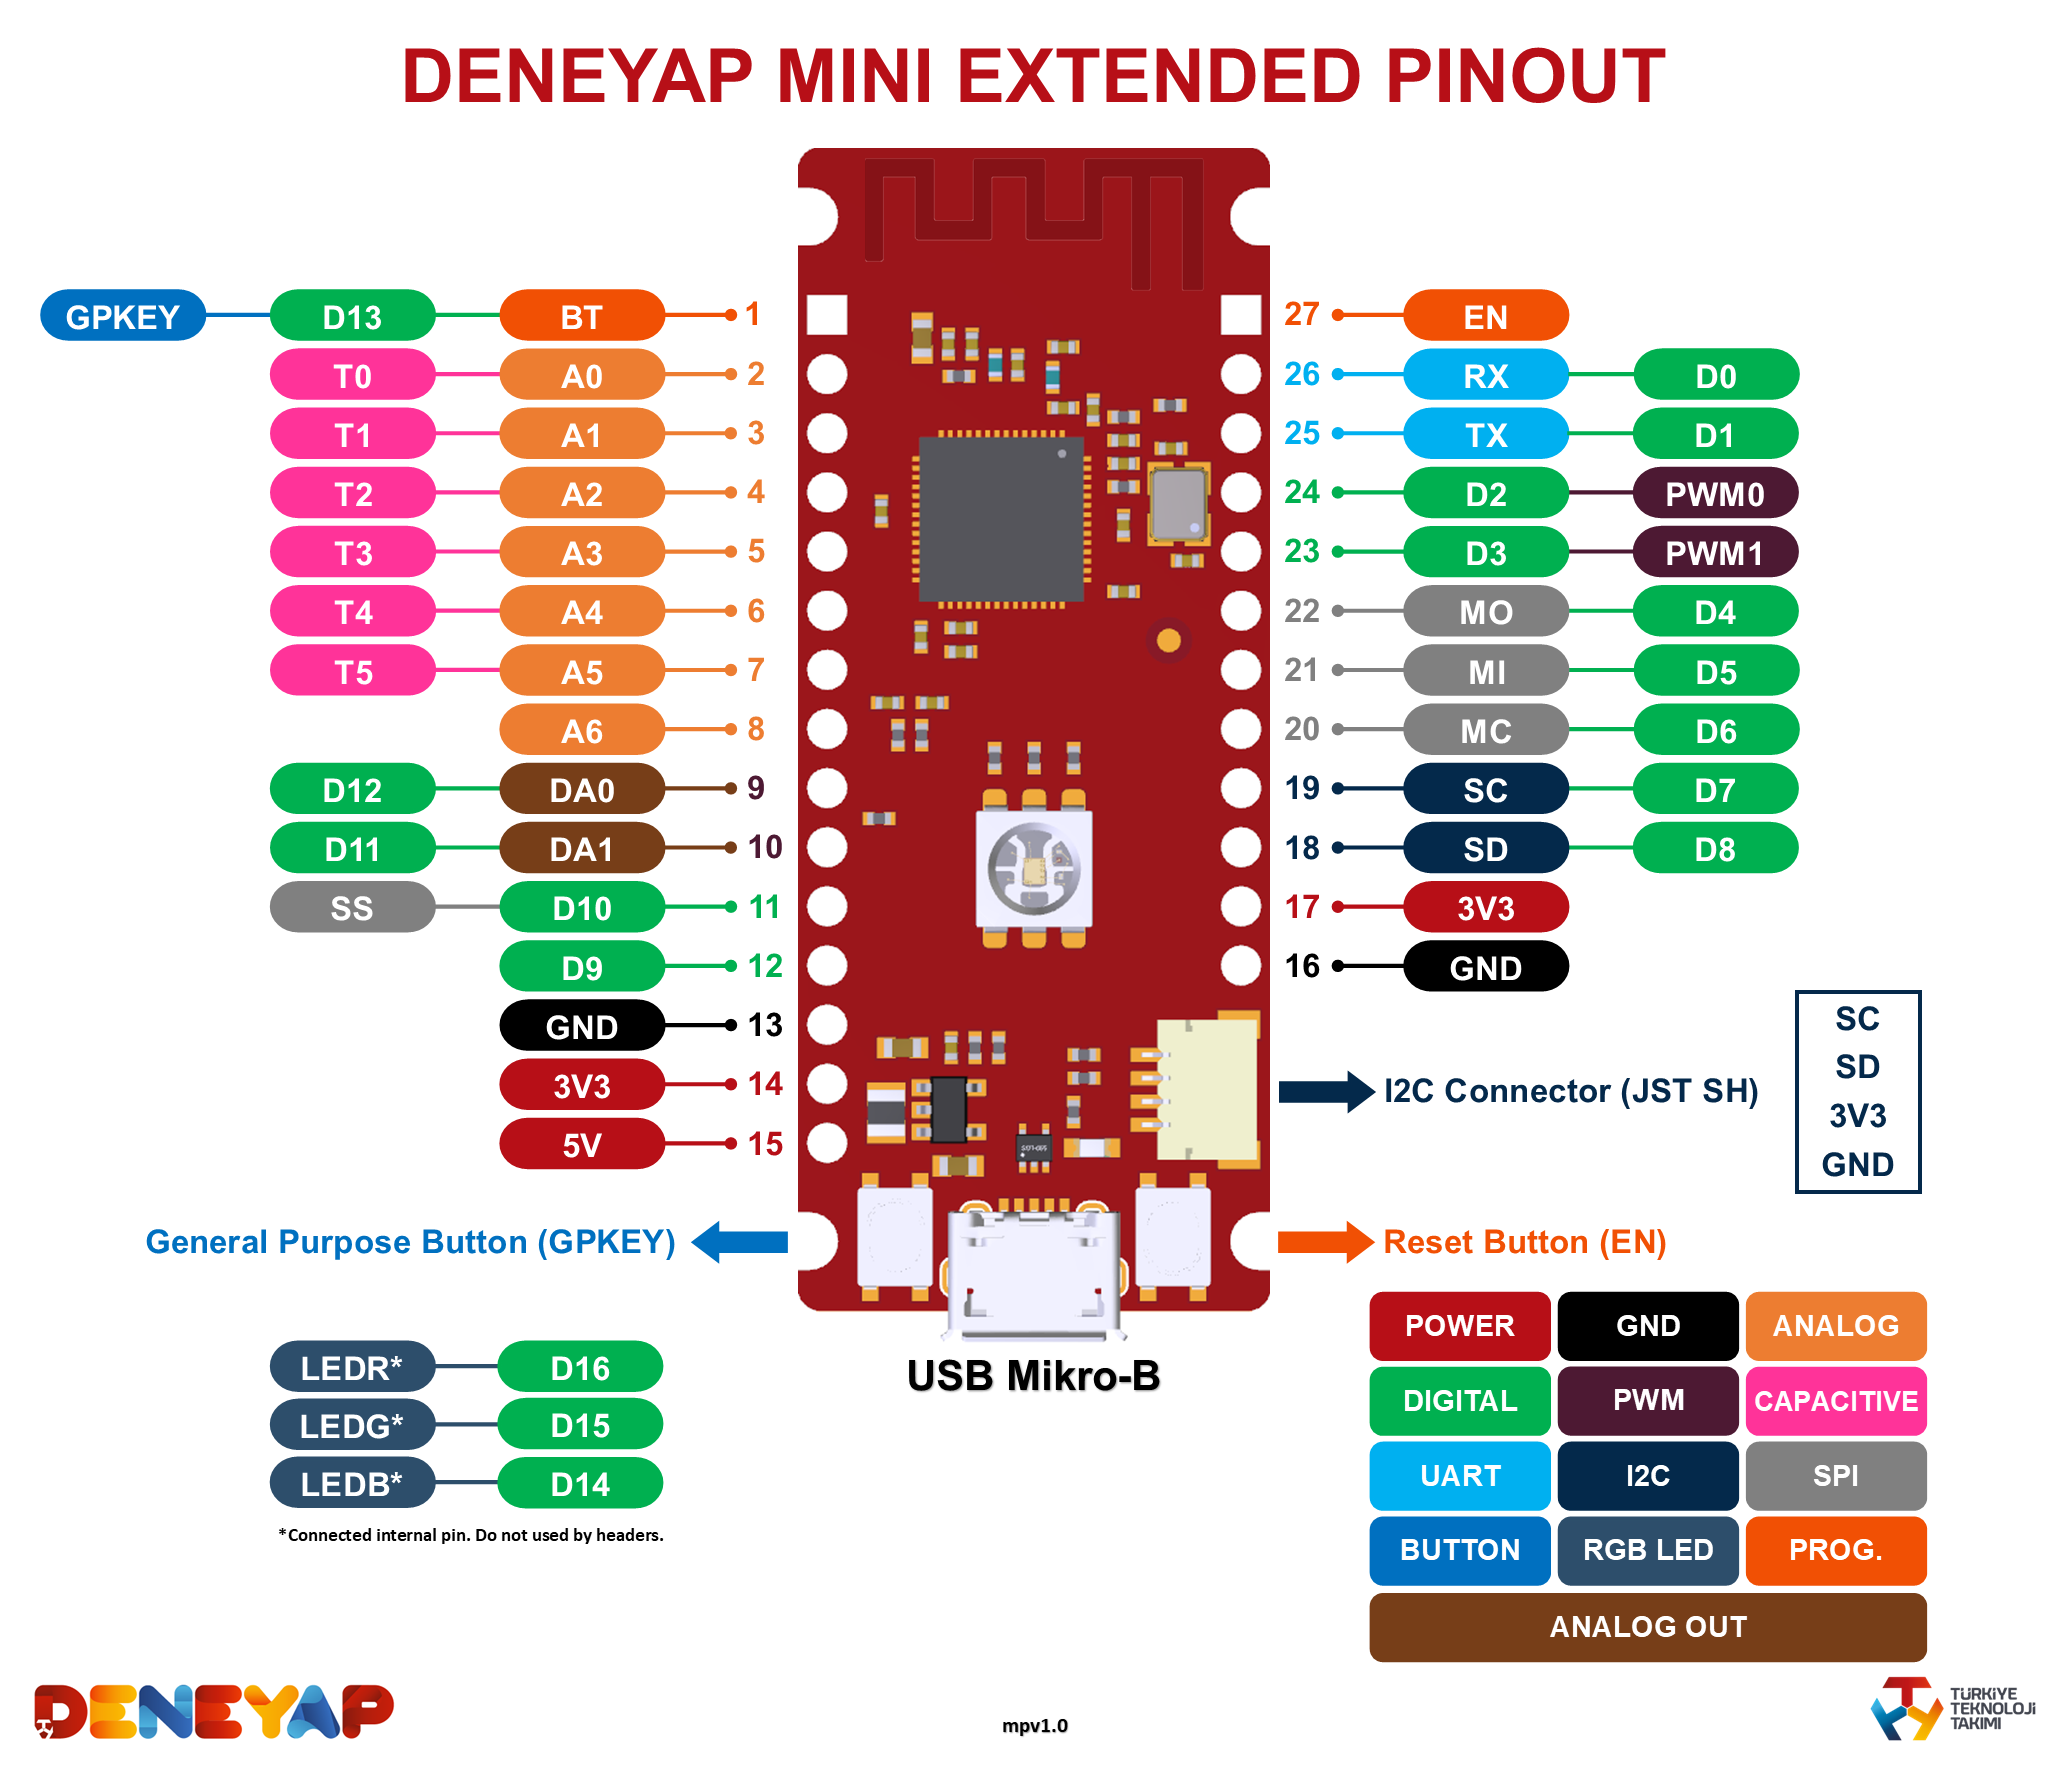 DENEYAP MINI EXTENDED PINOUT
GPKEY D13 BT 1
T0 A0 2
T1 A1 3
T2 A2 4
T3 A3 5
T4 A4 6
T5 A5 7
A6 8
D12 DA0 9
D11 DA1 10
SS D10 11
D9 12
GND 13
3V3 14
5V 15
27 EN
26 RX D0
25 TX D1
24 D2 PWM0
23 D3 PWM1
22 MO D4
21 MI D5
20 MC D6
19 SC D7
18 SD D8
17 3V3
16 GND
I2C Connector (JST SH)
SC
SD
3V3
GND
General Purpose Button (GPKEY)
Reset Button (EN)
USB Mikro-B
LEDR* D16
LEDG* D15
LEDB* D14
*Connected internal pin. Do not used by headers.
POWER GND ANALOG
DIGITAL PWM CAPACITIVE
UART I2C SPI
BUTTON RGB LED PROG.
ANALOG OUT
DENEYAP
mpv1.0
TÜRKİYE
TEKNOLOJİ
TAKIMI